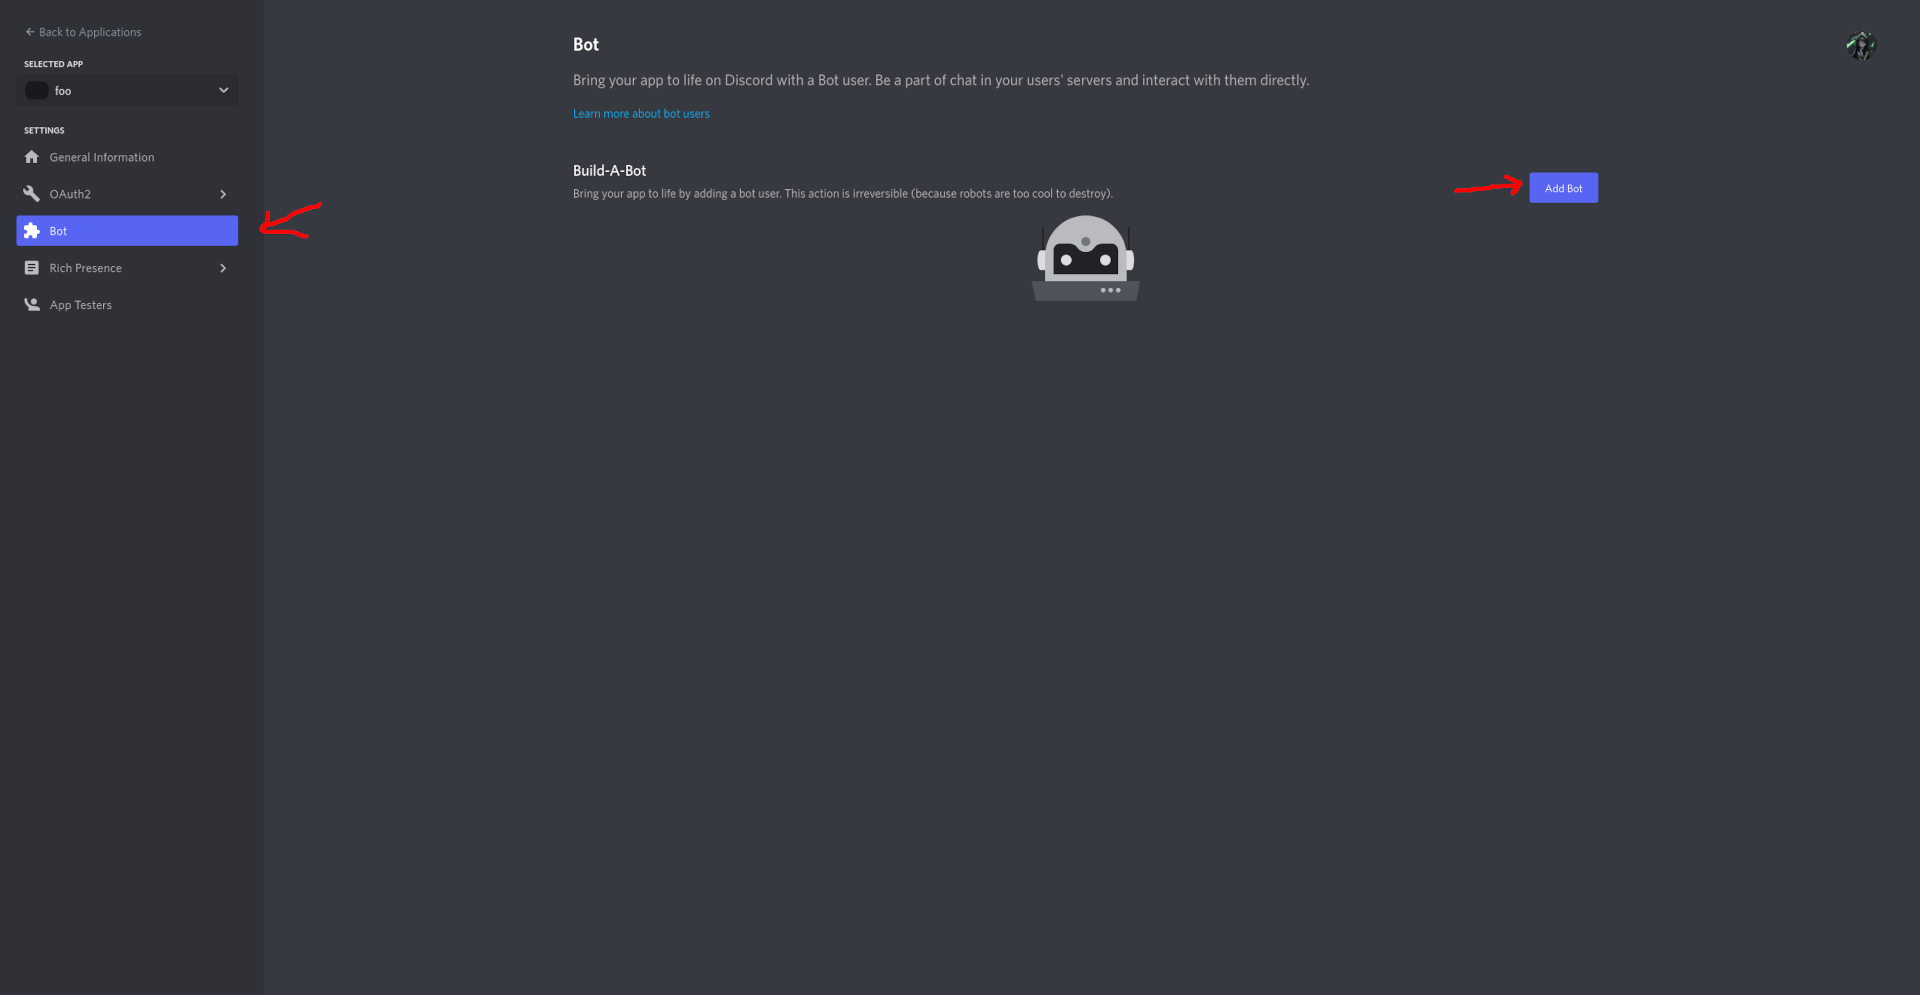 Back to Applications
SELECTED APP
foo
SETTINGS
General Information
OAuth2
Bot
Rich Presence
App Testers
Bot
Bring your app to life on Discord with a Bot user. Be a part of chat in your users' servers and interact with them directly.
Learn more about bot users
Build-A-Bot
Bring your app to life by adding a bot user. This action is irreversible (because robots are too cool to destroy).
Add Bot